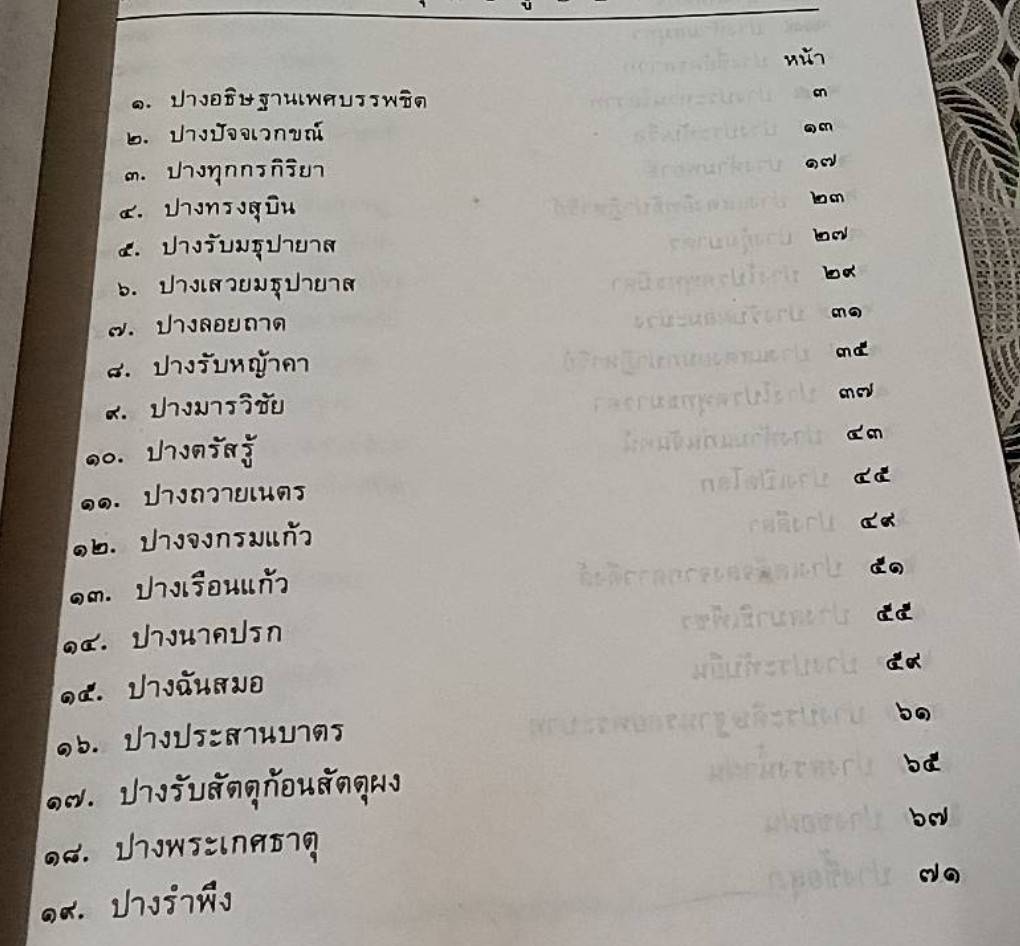 หน้า
๑. ปางอธิษฐานเพศบรรพชิต ๓
๒. ปางปัจจเวกขณ์ ๑๓
๓. ปางทุกกรกิริยา ๑๗
๔. ปางทรงสุบิน ๒๓
๕. ปางรับมธุปายาส ๒๗
๖. ปางเสวยมธุปายาส ๒๙
๗. ปางลอยถาด ๓๑
๘. ปางรับหญ้าคา ๓๕
๙. ปางมารวิชัย ๓๗
๑๐. ปางตรัสรู้ ๔๓
๑๑. ปางถวายเนตร ๔๕
๑๒. ปางจงกรมแก้ว ๔๙
๑๓. ปางเรือนแก้ว ๕๑
๑๔. ปางนาคปรก ๕๕
๑๕. ปางฉันสมอ ๕๙
๑๖. ปางประสานบาตร ๖๑
๑๗. ปางรับสัตตุก้อนสัตตุผง ๖๕
๑๘. ปางพระเกศธาตุ ๖๗
๑๙. ปางรำพึง ๗๑